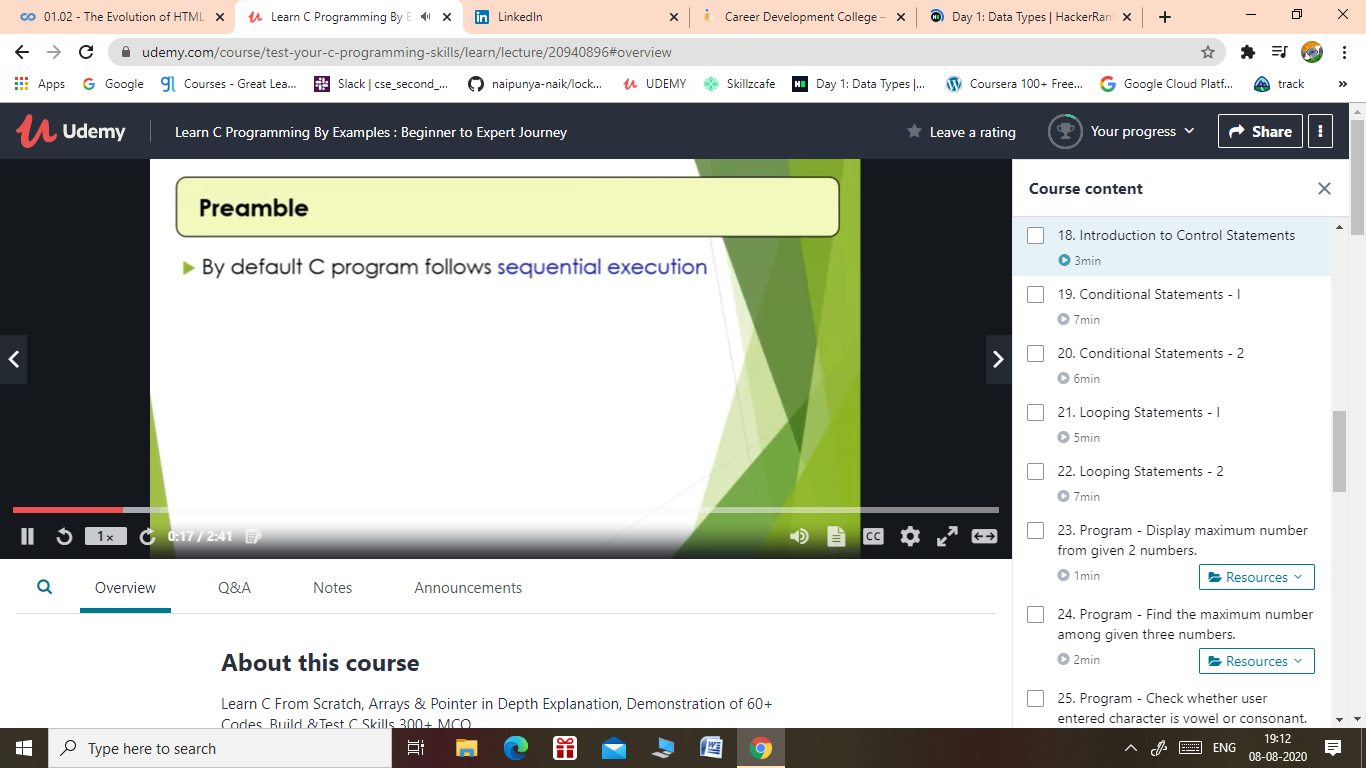 01.02 - The Evolution of HTML
Learn C Programming By E
LinkedIn
Career Development College –
Day 1: Data Types | HackerRan
udemy.com/course/test-your-c-programming-skills/learn/lecture/20940896#overview
Apps
Google
Courses - Great Lea...
Slack | cse_second_...
naipunya-naik/lock...
UDEMY
Skillzcafe
Day 1: Data Types |...
Coursera 100+ Free...
Google Cloud Platf...
track
»
Udemy
Learn C Programming By Examples : Beginner to Expert Journey
Leave a rating
Your progress
Share
Preamble
By default C program follows sequential execution
1x
0:17 / 2:41
CC
Course content
18. Introduction to Control Statements
3min
19. Conditional Statements - I
7min
20. Conditional Statements - 2
6min
21. Looping Statements - I
5min
22. Looping Statements - 2
7min
23. Program - Display maximum number
from given 2 numbers.
1min
Resources
24. Program - Find the maximum number
among given three numbers.
2min
Resources
25. Program - Check whether user
entered character is vowel or consonant.
Overview
Q&A
Notes
Announcements
About this course
Learn C From Scratch, Arrays & Pointer in Depth Explanation, Demonstration of 60+
Codes, Build &Test C Skills 300+ MCQ
Type here to search
ENG
19:12
08-08-2020